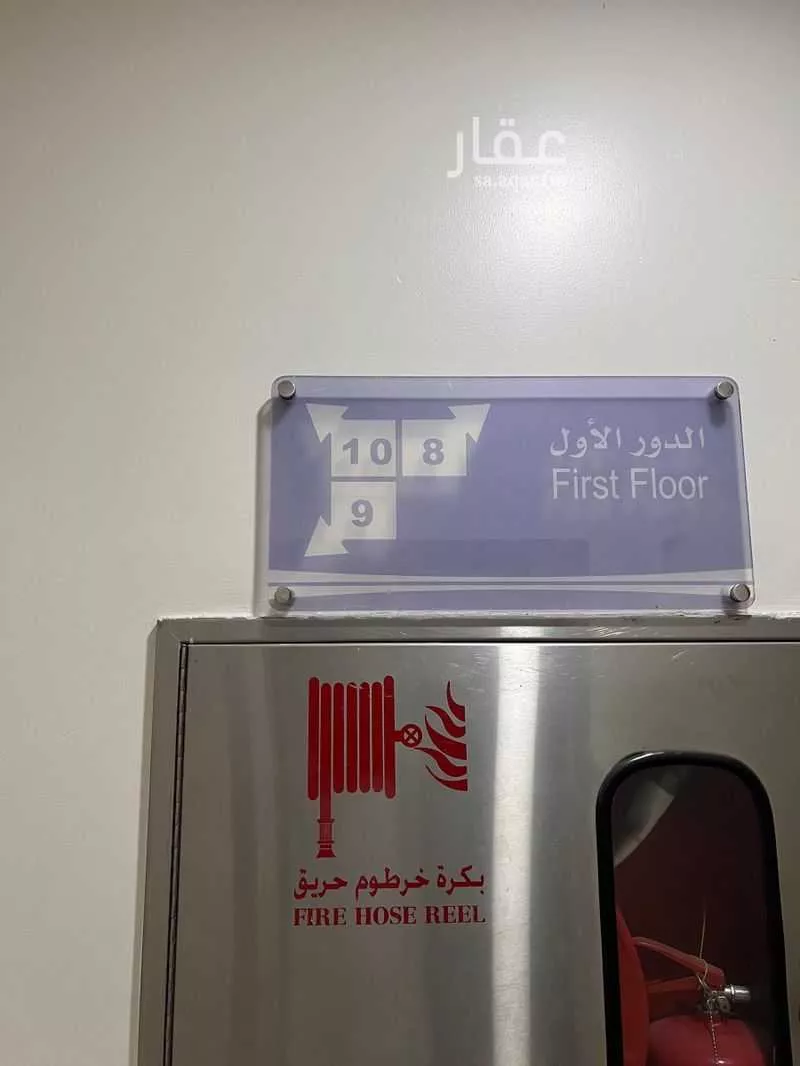 عقار
sa.aqar.fm
الدور الأول
First Floor
10 8
9
بكرة خرطوم حريق
FIRE HOSE REEL